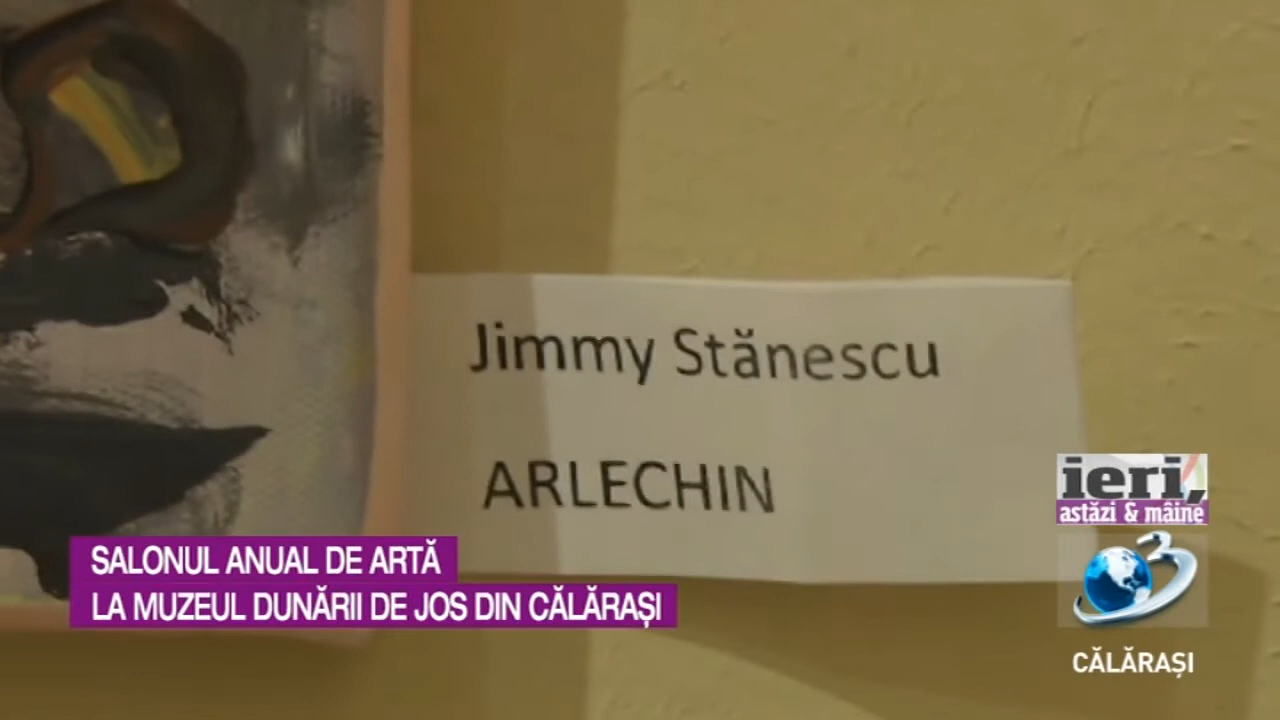 Jimmy Stănescu
ARLECHIN
ieri,
astăzi & mâine
SALONUL ANUAL DE ARTĂ
LA MUZEUL DUNĂRII DE JOS DIN CĂLĂRAȘI
3
CĂLĂRAȘI